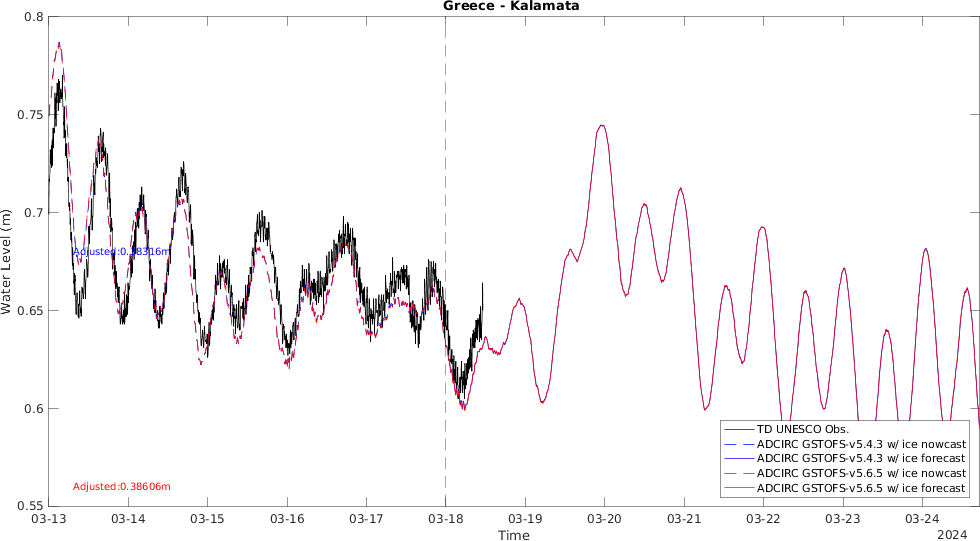 Greece - Kalamata
0.8
0.75
0.7
0.65
0.6
0.55
Water Level (m)
Adjusted:0.38316m
Adjusted:0.38606m
TD UNESCO Obs.
ADCIRC GSTOFS-v5.4.3 w/ ice nowcast
ADCIRC GSTOFS-v5.4.3 w/ ice forecast
ADCIRC GSTOFS-v5.6.5 w/ ice nowcast
ADCIRC GSTOFS-v5.6.5 w/ ice forecast
03-13 03-14 03-15 03-16 03-17 03-18 03-19 03-20 03-21 03-22 03-23 03-24
Time
2024